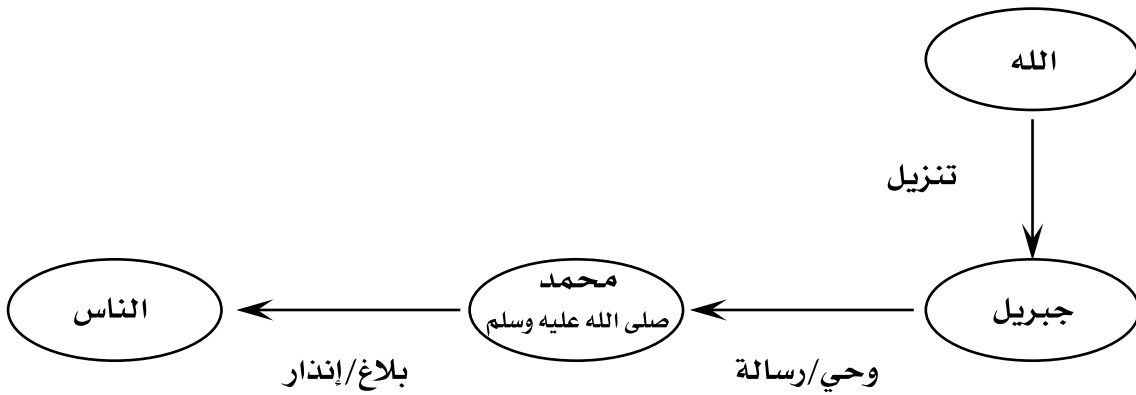 الله
تنزيل
جبريل
محمد
صلى الله عليه وسلم
الناس
وحي/رسالة
بلاغ/إنذار